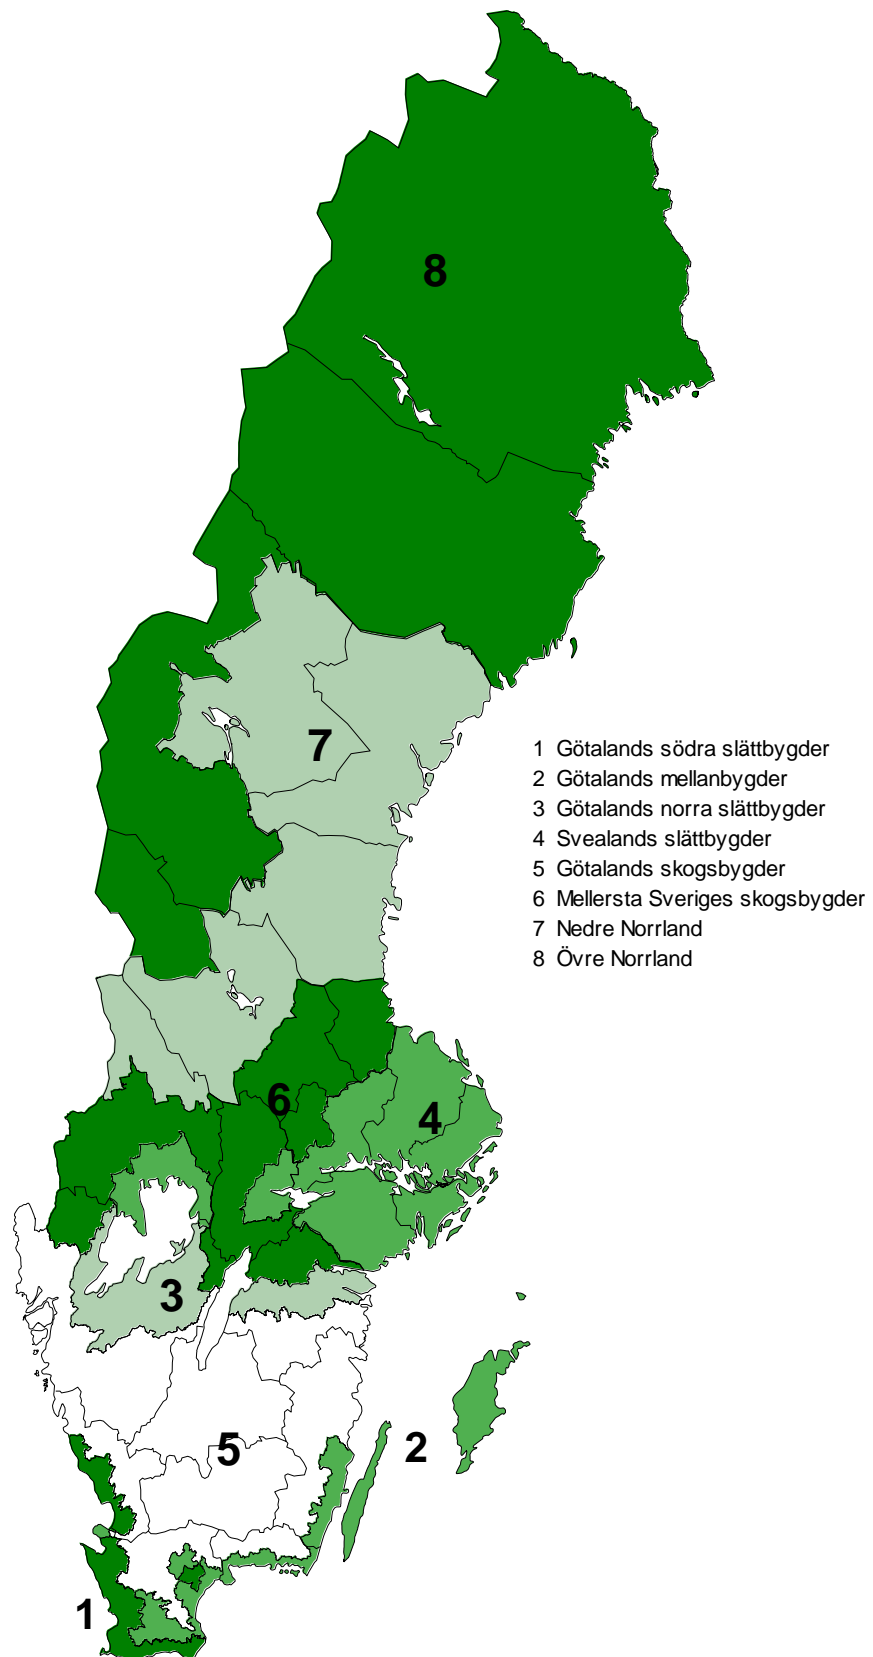 8
7
1 Götalands södra slättbygder
2 Götalands mellanbygder
3 Götalands norra slättbygder
4 Svealands slättbygder
5 Götalands skogsbygder
6 Mellersta Sveriges skogsbygder
7 Nedre Norrland
8 Övre Norrland
6
4
3
5
2
1